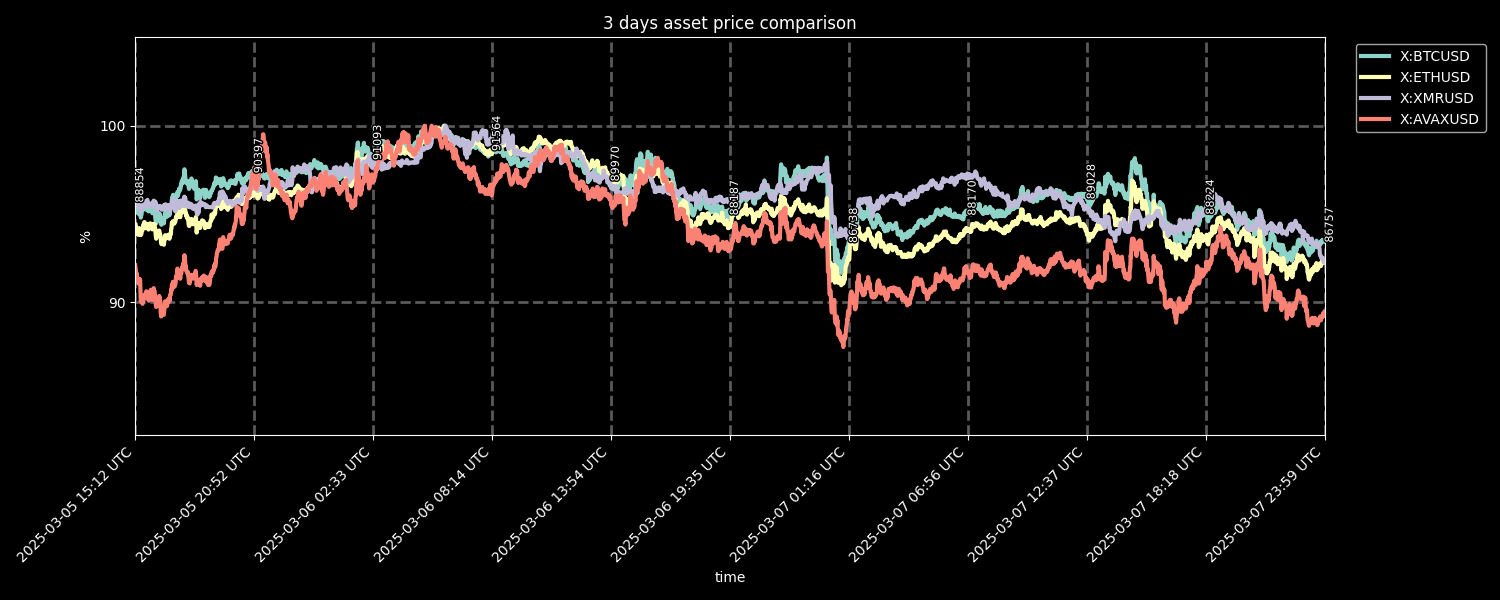 3 days asset price comparison
X:BTCUSD
X:ETHUSD
X:XMRUSD
X:AVAXUSD
100
90
%
88854
90397
91093
91564
89970
88187
86738
88170
89028
88224
86757
2025-03-05 15:12 UTC
2025-03-05 20:52 UTC
2025-03-06 02:33 UTC
2025-03-06 08:14 UTC
2025-03-06 13:54 UTC
2025-03-06 19:35 UTC
2025-03-07 01:16 UTC
2025-03-07 06:56 UTC
2025-03-07 12:37 UTC
2025-03-07 18:18 UTC
2025-03-07 23:59 UTC
time